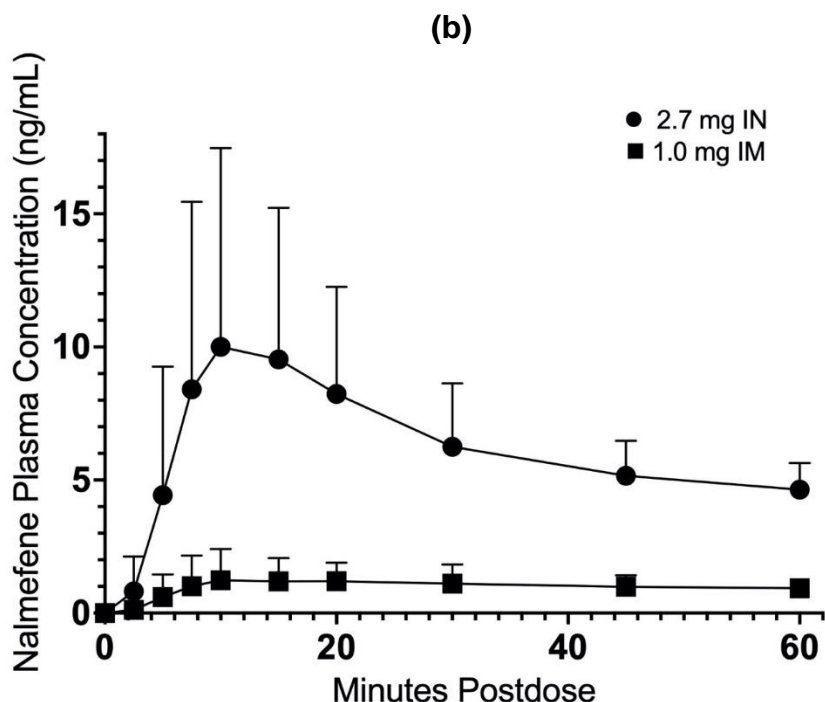 (b)
Nalmefene Plasma Concentration (ng/mL)
2.7 mg IN
1.0 mg IM
15
10
5
0
0 20 40 60
Minutes Postdose